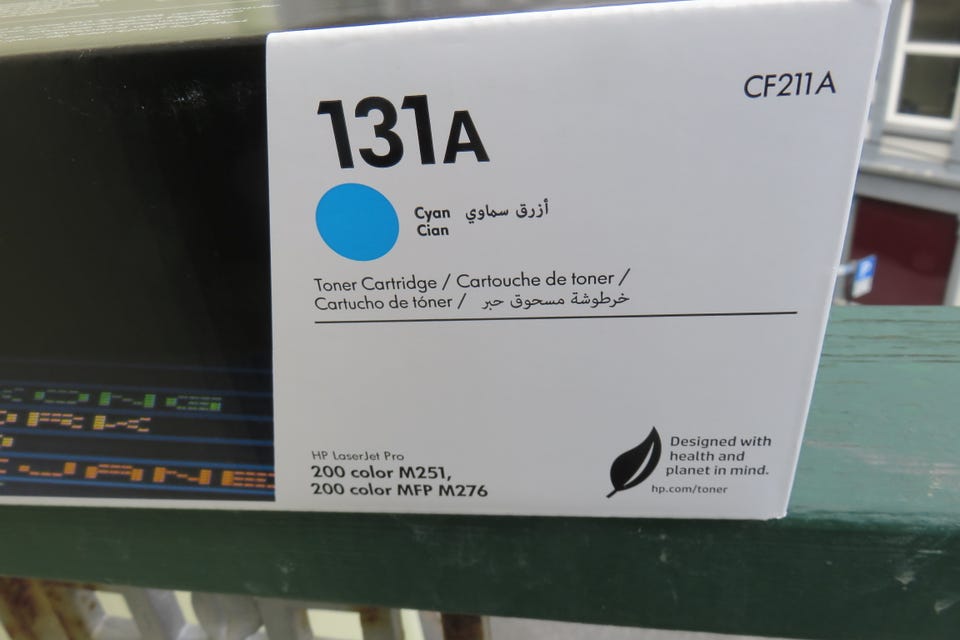 CF211A
131A
Cyan أزرق سماوي
Cian
Toner Cartridge / Cartouche de toner /
Cartucho de tóner / خرطوشة مسحوق حبر
HP LaserJet Pro
200 color M251,
200 color MFP M276
Designed with
health and
planet in mind.
hp.com/toner